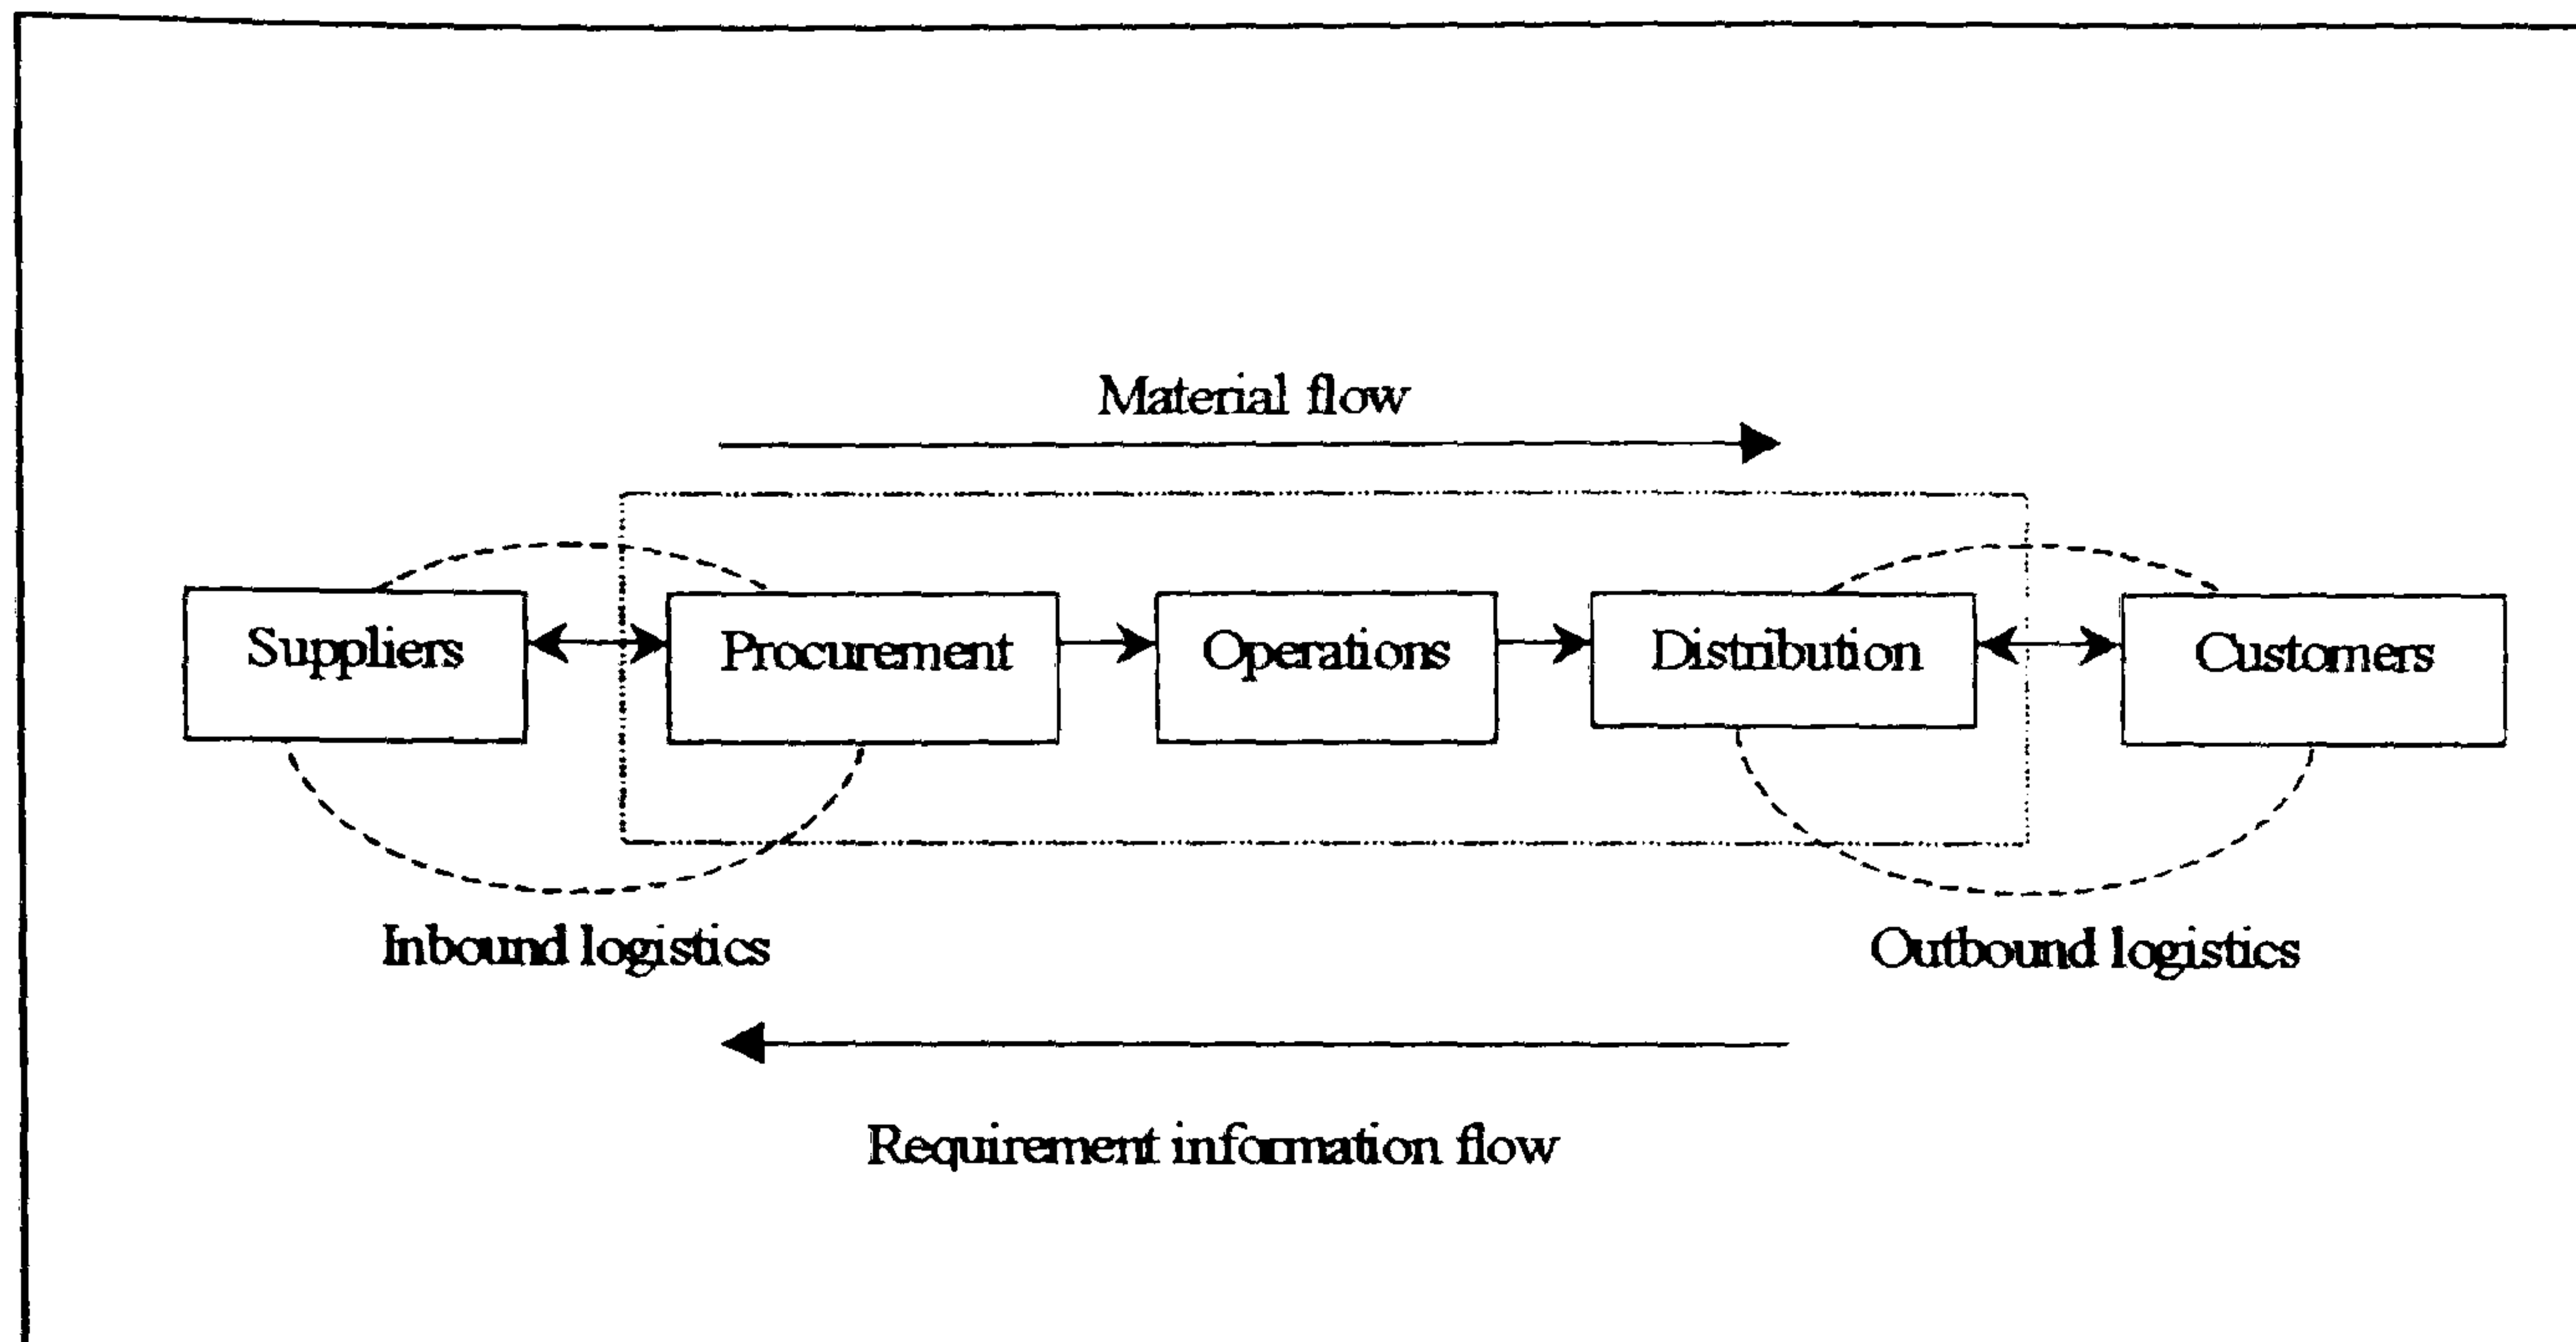 Material flow
Suppliers
Procurement
Operations
Distribution
Customers
Inbound logistics
Outbound logistics
Requirement information flow